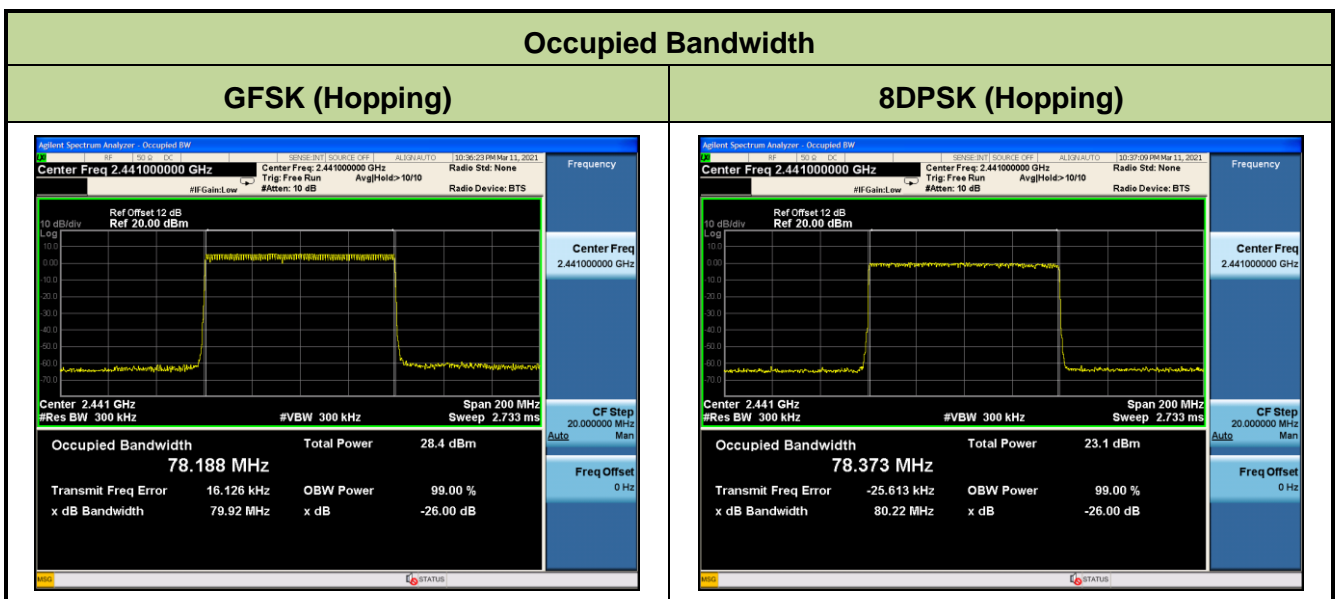 Occupied Bandwidth
GFSK (Hopping)
8DPSK (Hopping)
Agilent Spectrum Analyzer - Occupied BW
LXI RF 50 Ω DC SENSE:INT SOURCE OFF ALIGNAUTO 10:36:23 PM Mar 11, 2021
Center Freq 2.441000000 GHz
Center Freq: 2.441000000 GHz
Radio Std: None
Trig: Free Run Avg|Hold:> 10/10
#IFGain:Low
#Atten: 10 dB
Radio Device: BTS
Ref Offset 12 dB
10 dB/div Ref 20.00 dBm
Log
10.0
0.00
-10.0
-20.0
-30.0
-40.0
-50.0
-60.0
-70.0
Center 2.441 GHz Span 200 MHz
#Res BW 300 kHz #VBW 300 kHz Sweep 2.733 ms
Occupied Bandwidth Total Power 28.4 dBm
78.188 MHz
Transmit Freq Error 16.126 kHz OBW Power 99.00 %
x dB Bandwidth 79.92 MHz x dB -26.00 dB
MSG STATUS
Frequency
Center Freq
2.441000000 GHz
CF Step
20.000000 MHz
Auto Man
Freq Offset
0 Hz
Agilent Spectrum Analyzer - Occupied BW
LXI RF 50 Ω DC SENSE:INT SOURCE OFF ALIGNAUTO 10:37:09 PM Mar 11, 2021
Center Freq 2.441000000 GHz
Center Freq: 2.441000000 GHz
Radio Std: None
Trig: Free Run Avg|Hold:> 10/10
#IFGain:Low
#Atten: 10 dB
Radio Device: BTS
Ref Offset 12 dB
10 dB/div Ref 20.00 dBm
Log
10.0
0.00
-10.0
-20.0
-30.0
-40.0
-50.0
-60.0
-70.0
Center 2.441 GHz Span 200 MHz
#Res BW 300 kHz #VBW 300 kHz Sweep 2.733 ms
Occupied Bandwidth Total Power 23.1 dBm
78.373 MHz
Transmit Freq Error -25.613 kHz OBW Power 99.00 %
x dB Bandwidth 80.22 MHz x dB -26.00 dB
MSG STATUS
Frequency
Center Freq
2.441000000 GHz
CF Step
20.000000 MHz
Auto Man
Freq Offset
0 Hz